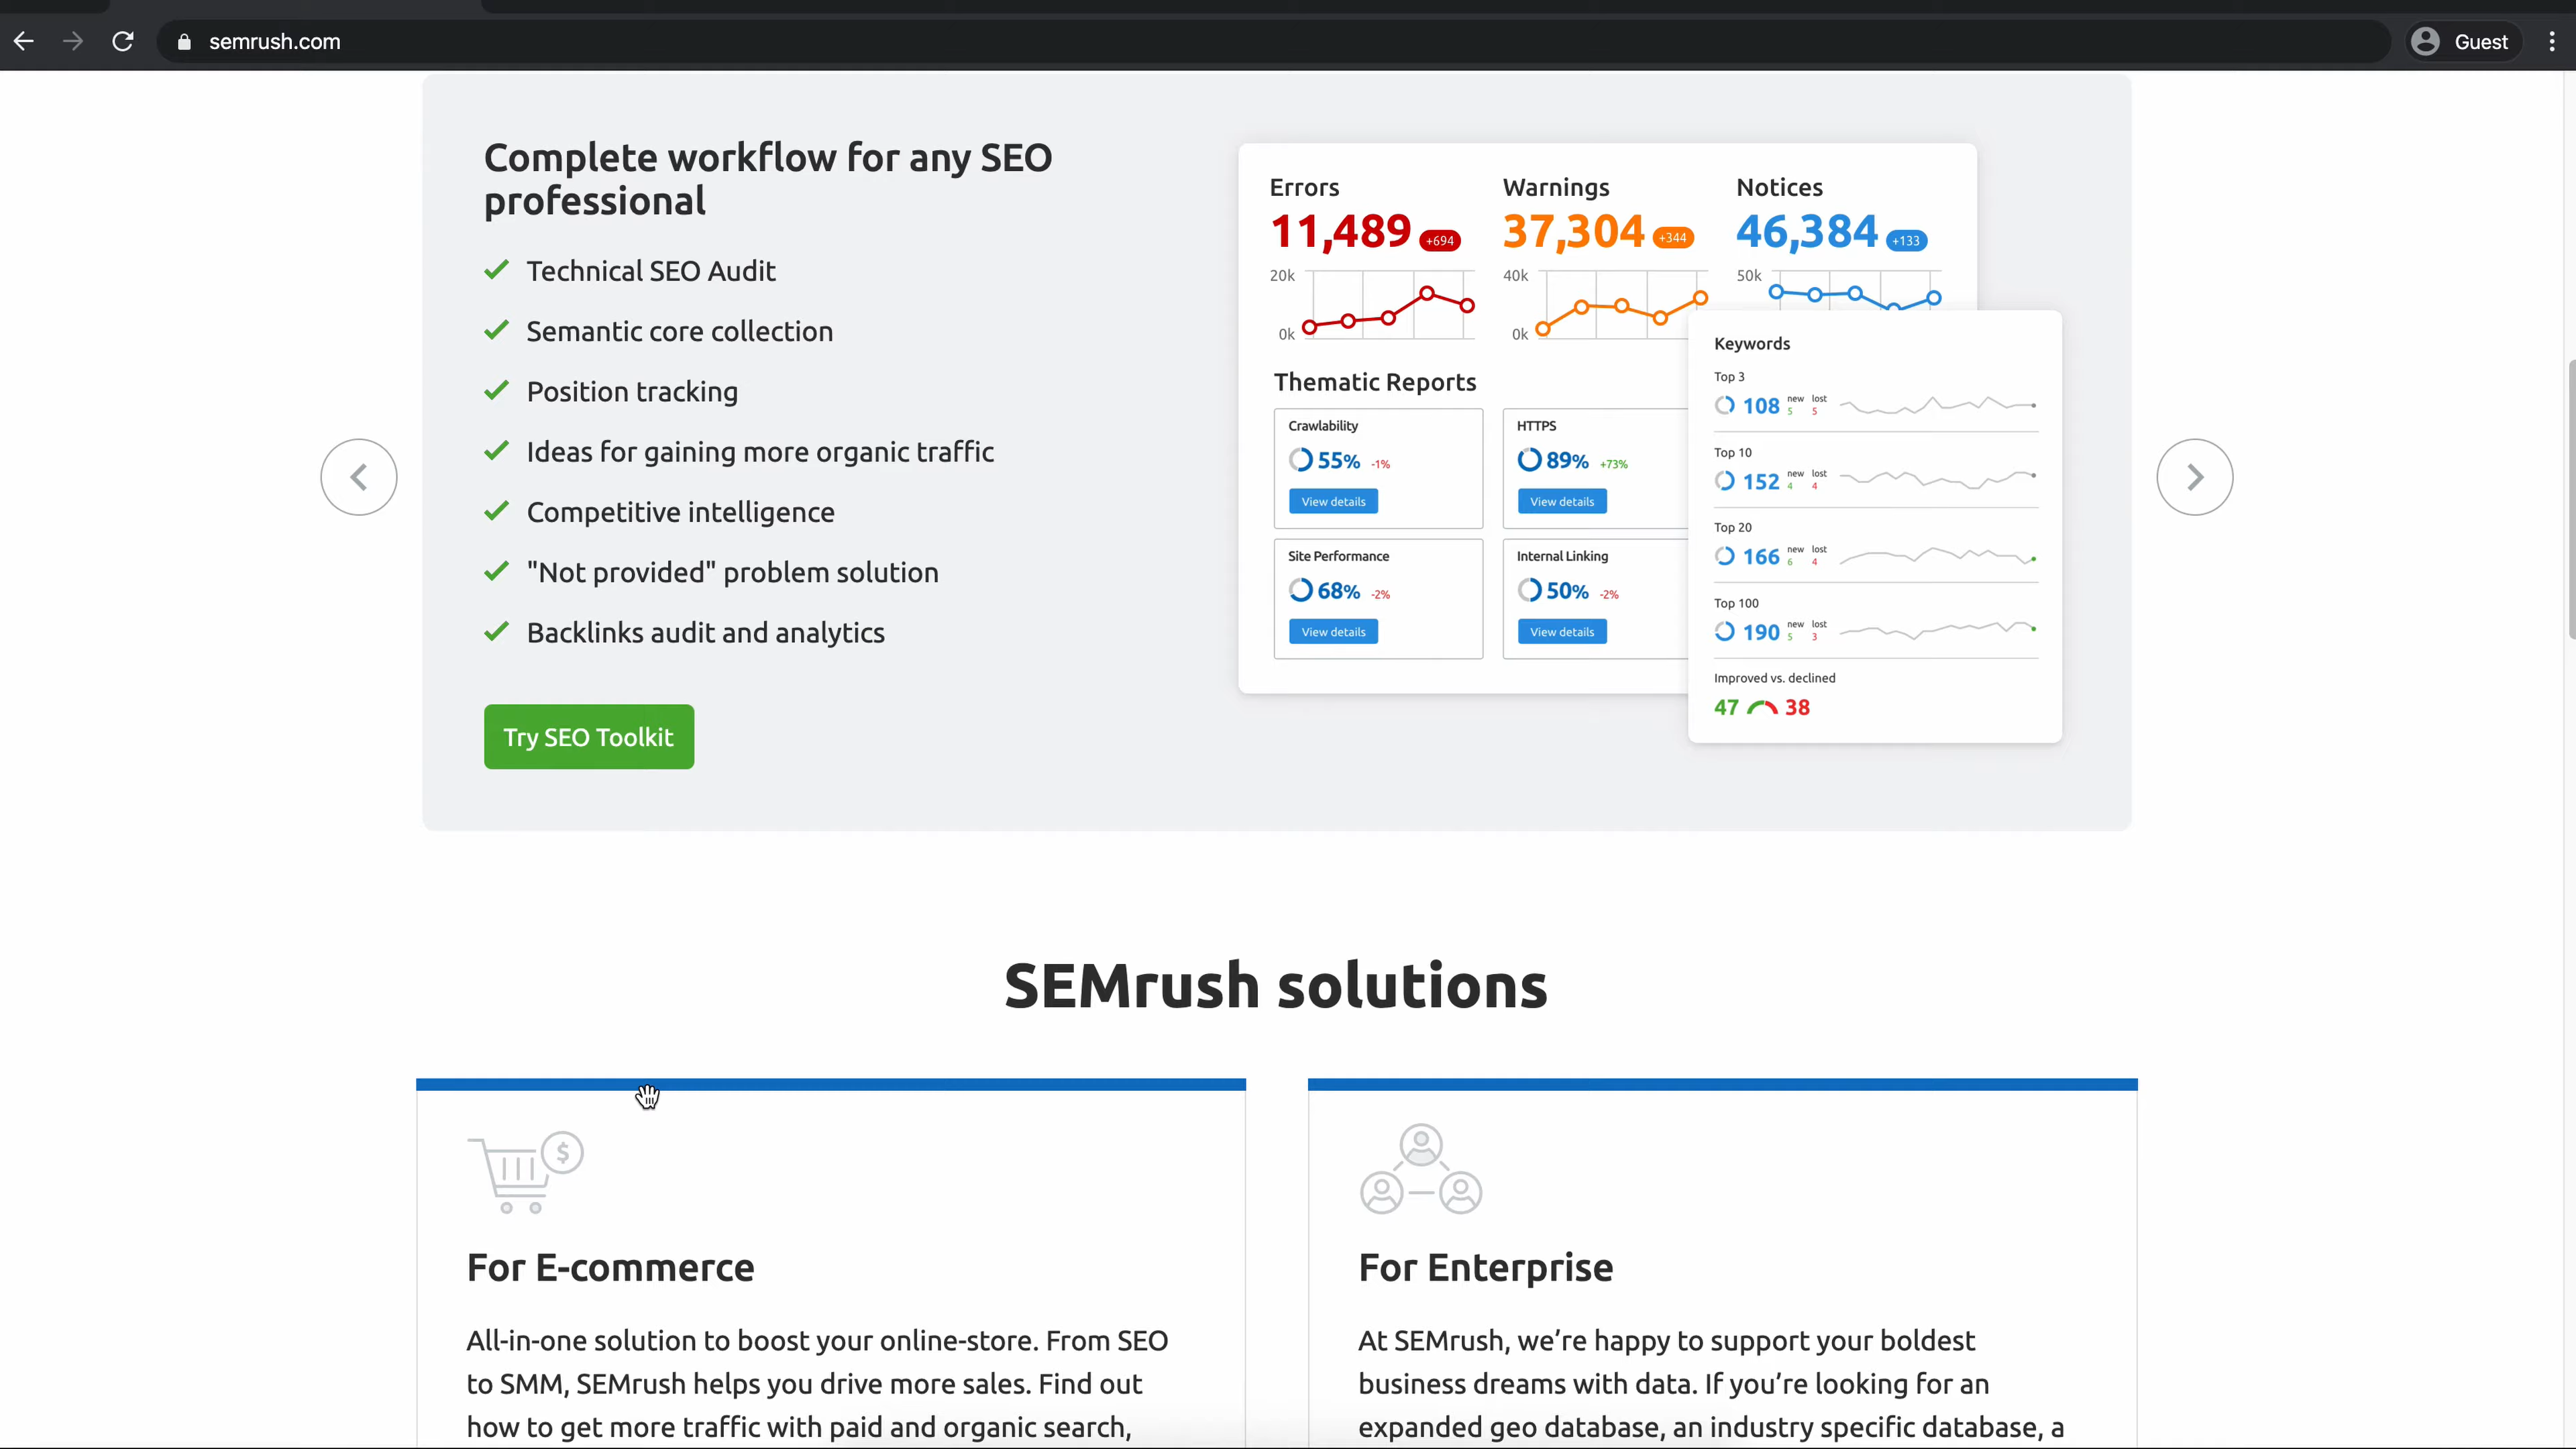 semrush.com
Guest
Complete workflow for any SEO
professional
Technical SEO Audit
Semantic core collection
Position tracking
Ideas for gaining more organic traffic
Competitive intelligence
"Not provided" problem solution
Backlinks audit and analytics
Try SEO Toolkit
Errors Warnings Notices
11,489 +694 37,304 +344 46,384 +133
20k 40k 50k
0k 0k
Thematic Reports
Crawlability HTTPS
55% -1% 89% +73%
View details View details
Site Performance Internal Linking
68% -2% 50% -2%
View details View details
Keywords
Top 3
108 new 5 lost 5
Top 10
152 new 4 lost 4
Top 20
166 new 6 lost 4
Top 100
190 new 5 lost 3
Improved vs. declined
47 38
SEMrush solutions
$
For E-commerce
All-in-one solution to boost your online-store. From SEO
to SMM, SEMrush helps you drive more sales. Find out
how to get more traffic with paid and organic search,
For Enterprise
At SEMrush, we’re happy to support your boldest
business dreams with data. If you’re looking for an
expanded geo database, an industry specific database, a